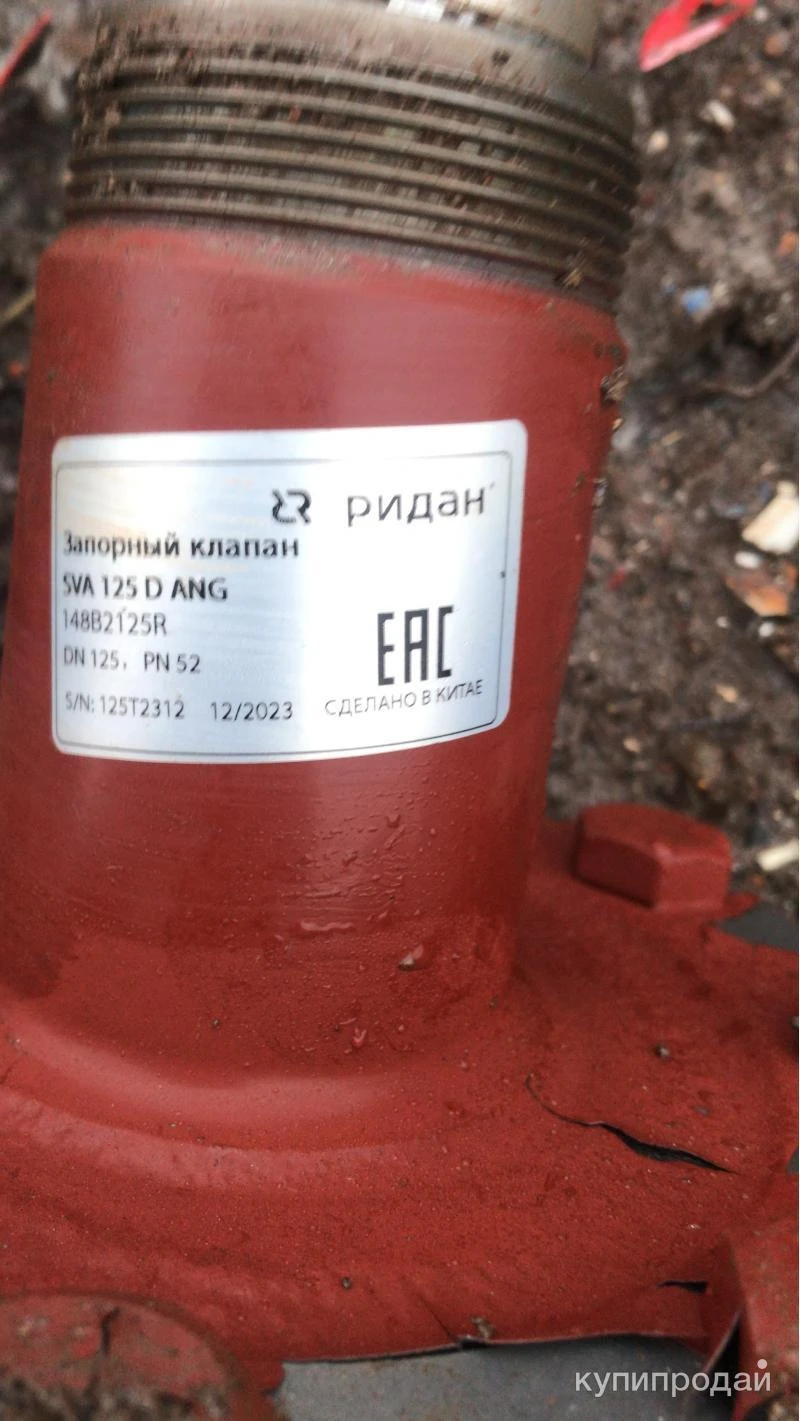 ридан
Запорный клапан
SVA 125 D ANG
148B2125R
DN 125, PN 52
EAC
S/N: 125T2312 12/2023
СДЕЛАНО В КИТАЕ
купипродай